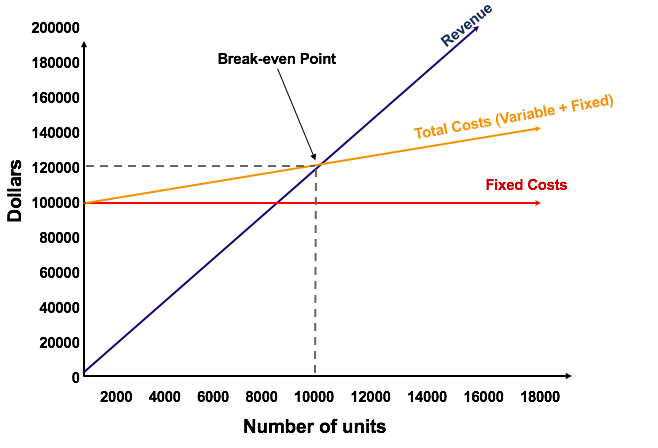 Revenue
200000
180000
Break-even Point
160000
140000
Total Costs (Variable + Fixed)
120000
100000
Fixed Costs
80000
60000
40000
20000
0
Dollars
2000 4000 6000 8000 10000 12000 14000 16000 18000
Number of units